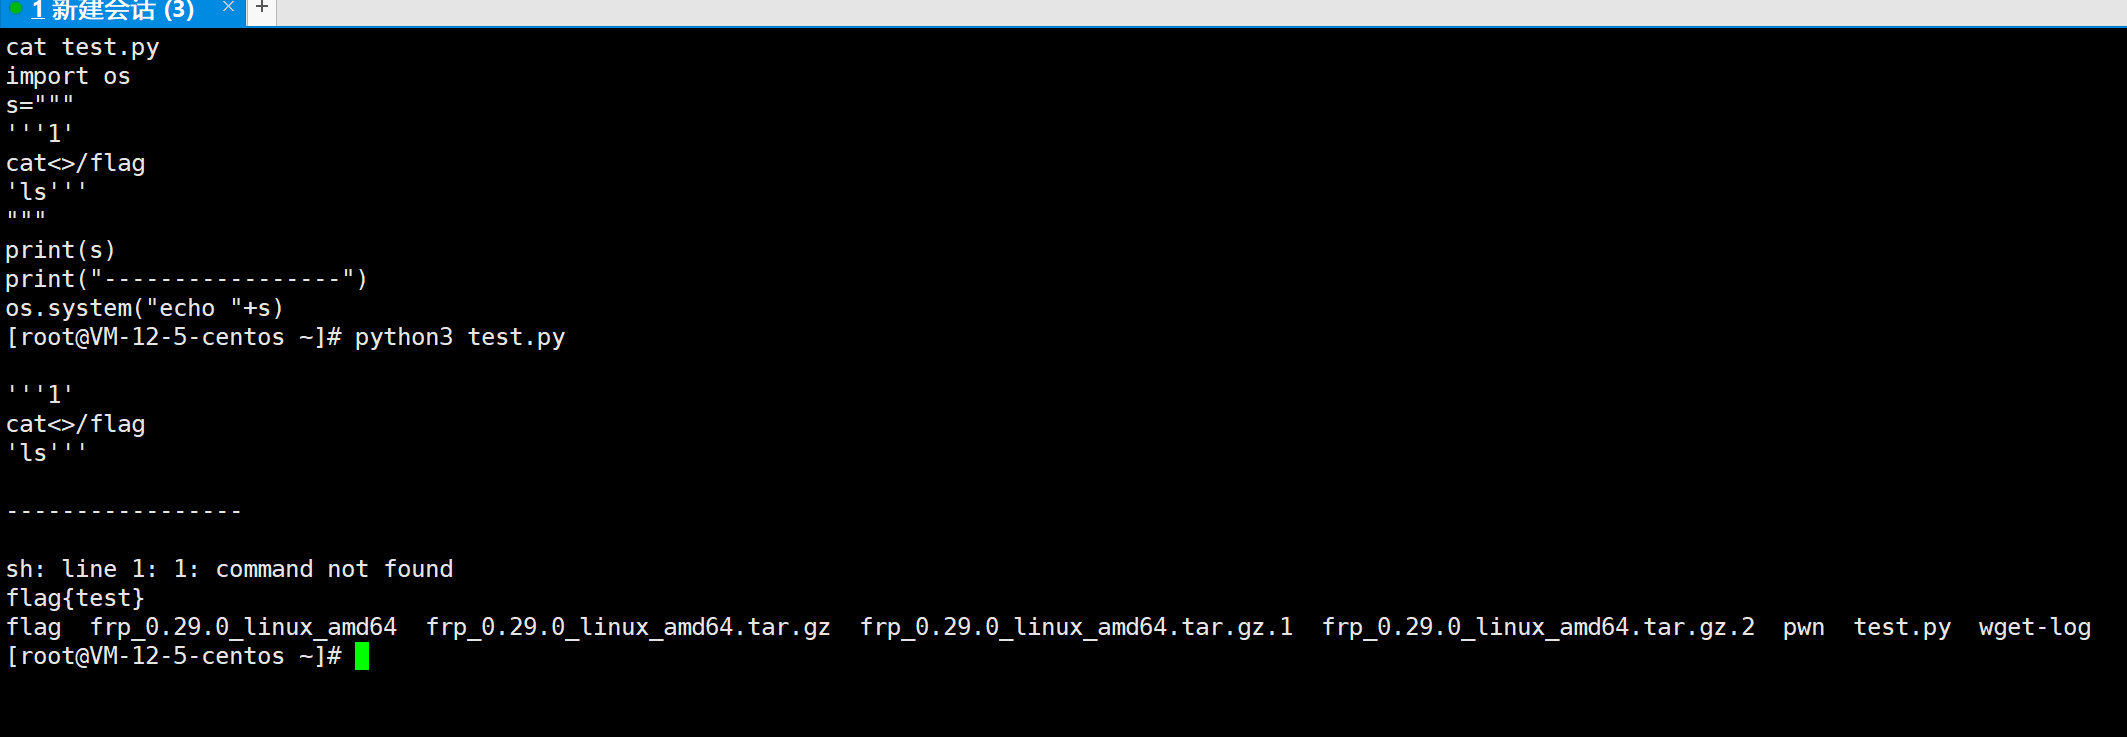 1 新建会话 (3) × +
cat test.py
import os
s="""
'''1'
cat<>/flag
'ls'''
"""
print(s)
print("-----------------")
os.system("echo "+s)
[root@VM-12-5-centos ~]# python3 test.py
'''1'
cat<>/flag
'ls'''
-----------------
sh: line 1: 1: command not found
flag{test}
flag  frp_0.29.0_linux_amd64  frp_0.29.0_linux_amd64.tar.gz  frp_0.29.0_linux_amd64.tar.gz.1  frp_0.29.0_linux_amd64.tar.gz.2  pwn  test.py  wget-log
[root@VM-12-5-centos ~]#